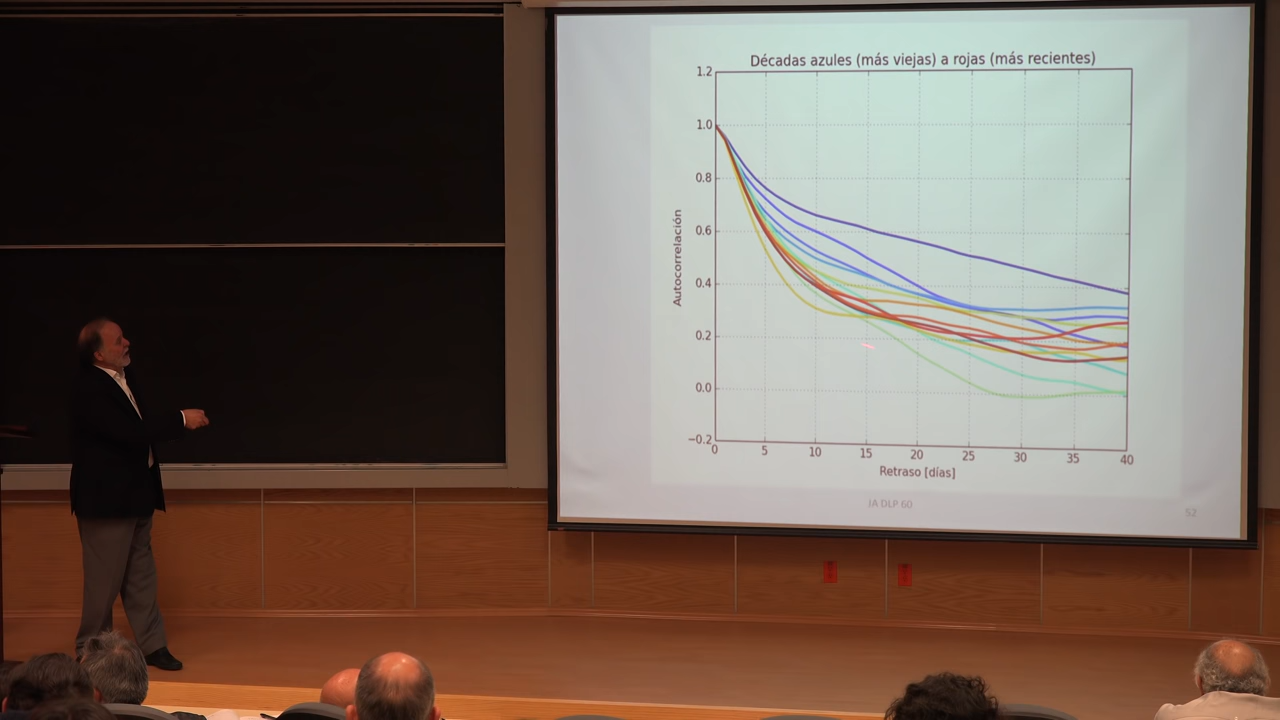 Décadas azules (más viejas) a rojas (más recientes)
1.2
1.0
0.8
0.6
0.4
0.2
0.0
−0.2
Autocorrelación
0 5 10 15 20 25 30 35 40
Retraso [días]
IA DLP 60
52